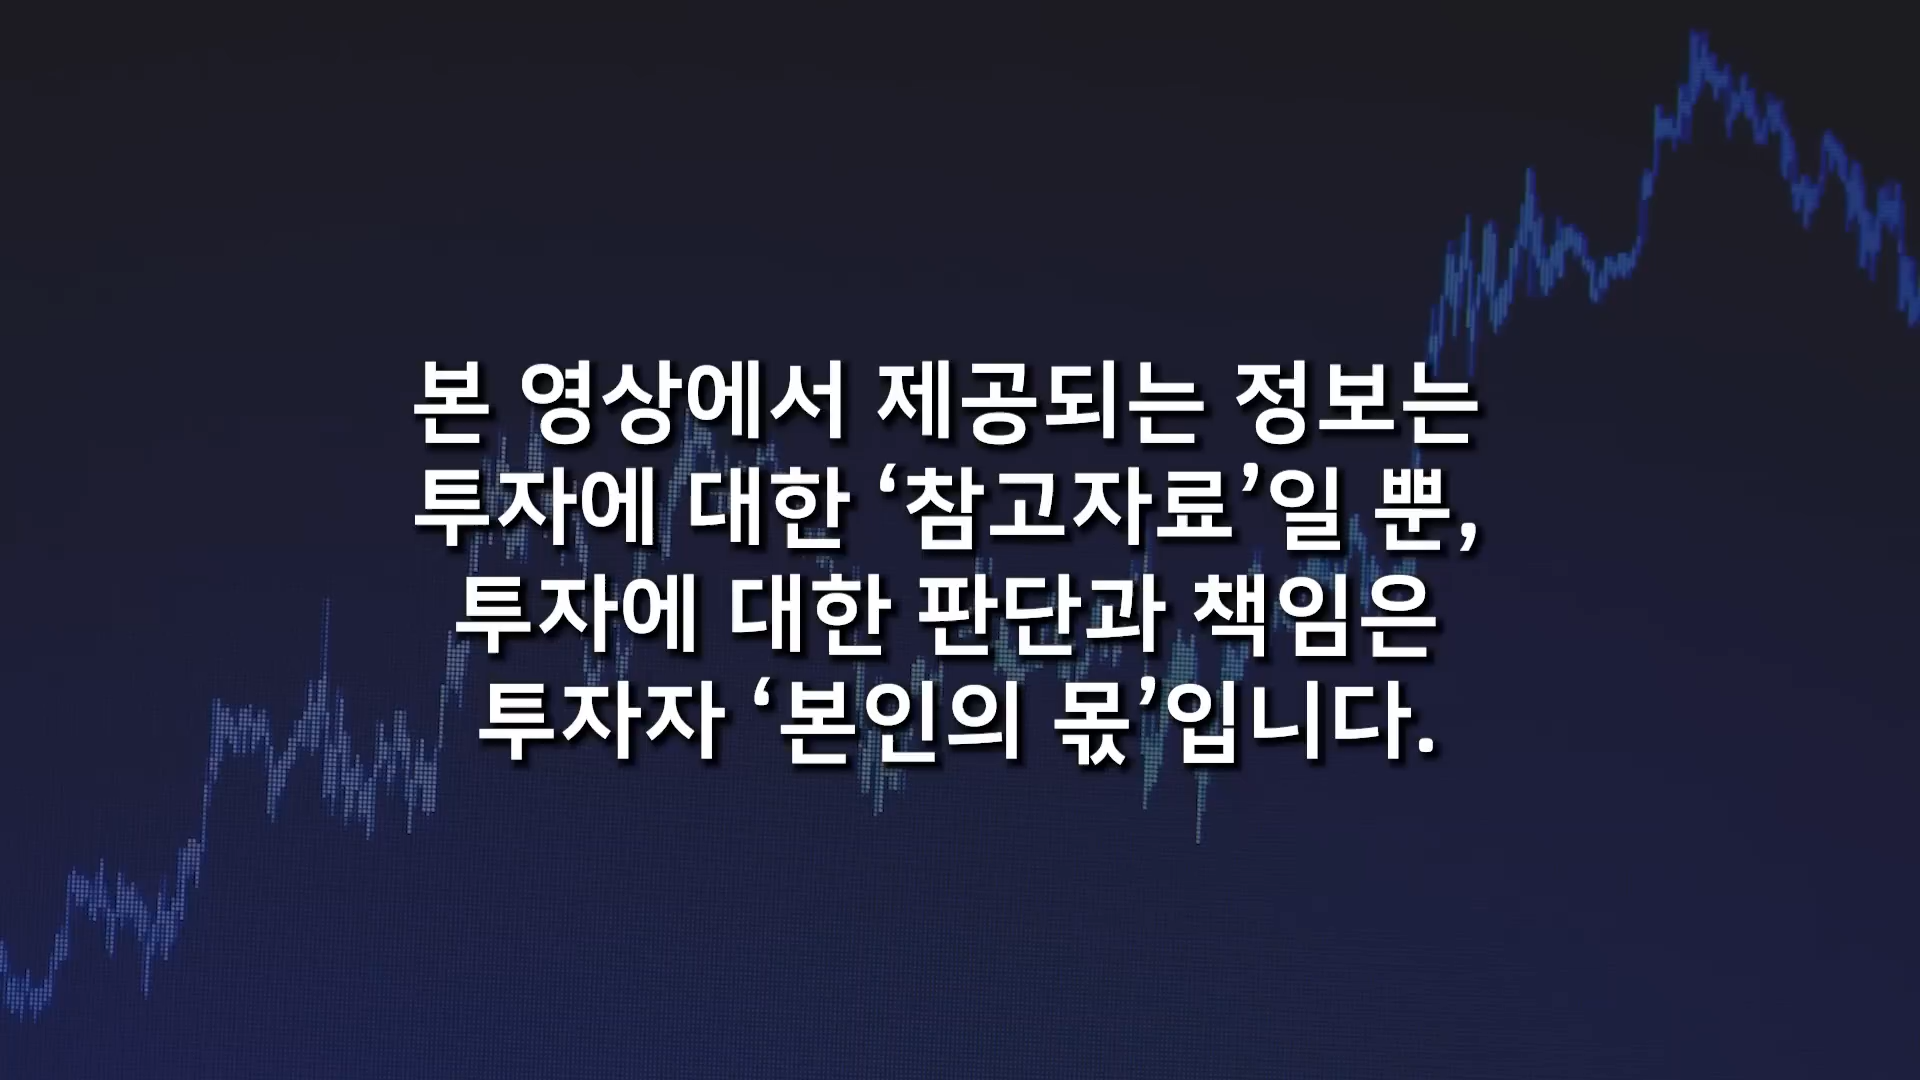 본 영상에서 제공되는 정보는
투자에 대한 ‘참고자료’일 뿐,
투자에 대한 판단과 책임은
투자자 ‘본인의 몫’입니다.